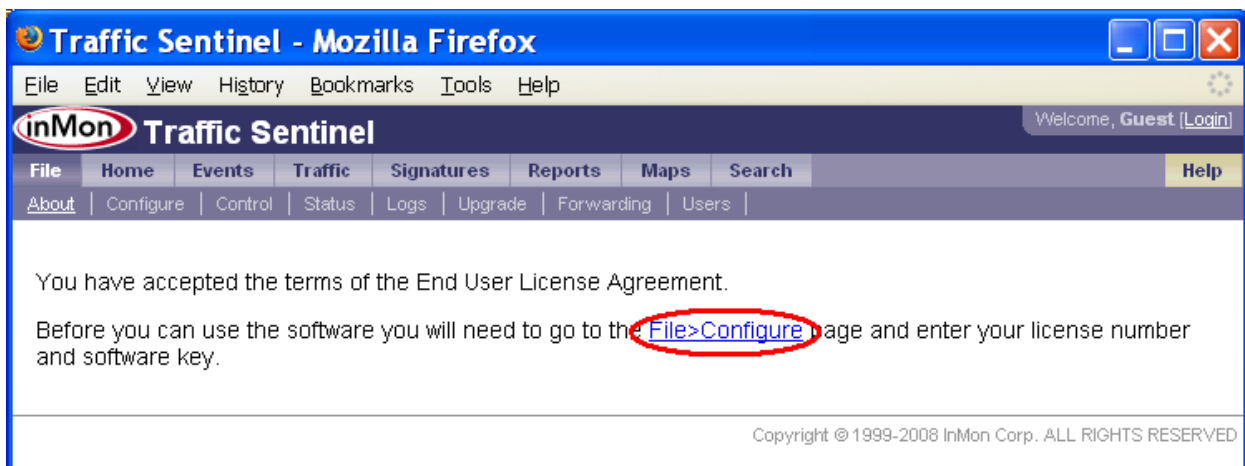 Traffic Sentinel - Mozilla Firefox
File Edit View History Bookmarks Tools Help
inMon Traffic Sentinel
Welcome, Guest [Login]
File Home Events Traffic Signatures Reports Maps Search Help
About | Configure | Control | Status | Logs | Upgrade | Forwarding | Users |
You have accepted the terms of the End User License Agreement.
Before you can use the software you will need to go to the File>Configure page and enter your license number
and software key.
Copyright © 1999-2008 InMon Corp. ALL RIGHTS RESERVED